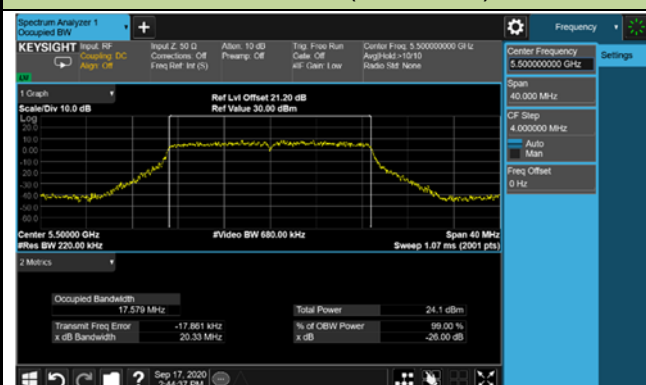 Spectrum Analyzer 1
Occupied BW
Frequency
KEYSIGHT
Input: RF
Coupling: DC
Align: Off
Input Z: 50 Ω
Corrections: Off
Freq Ref: Int (S)
Atten: 10 dB
Preamp: Off
Trig: Free Run
Gate: Off
#IF Gain: Low
Center Freq: 5.500000000 GHz
Avg|Hold:>10/10
Radio Std: None
Center Frequency
5.500000000 GHz
Settings
Span
40.000 MHz
CF Step
4.000000 MHz
Auto
Man
Freq Offset
0 Hz
1 Graph
Scale/Div 10.0 dB
Ref Lvl Offset 21.20 dB
Ref Value 30.00 dBm
Log
20.0
10.0
0.00
-10.0
-20.0
-30.0
-40.0
-50.0
-60.0
Center 5.50000 GHz
#Video BW 680.00 kHz
Span 40 MHz
#Res BW 220.00 kHz
Sweep 1.07 ms (2001 pts)
2 Metrics
Occupied Bandwidth
17.579 MHz
Total Power
24.1 dBm
Transmit Freq Error
-17.861 kHz
% of OBW Power
99.00 %
x dB Bandwidth
20.33 MHz
x dB
-26.00 dB
?
Sep 17, 2020
2:44:37 PM